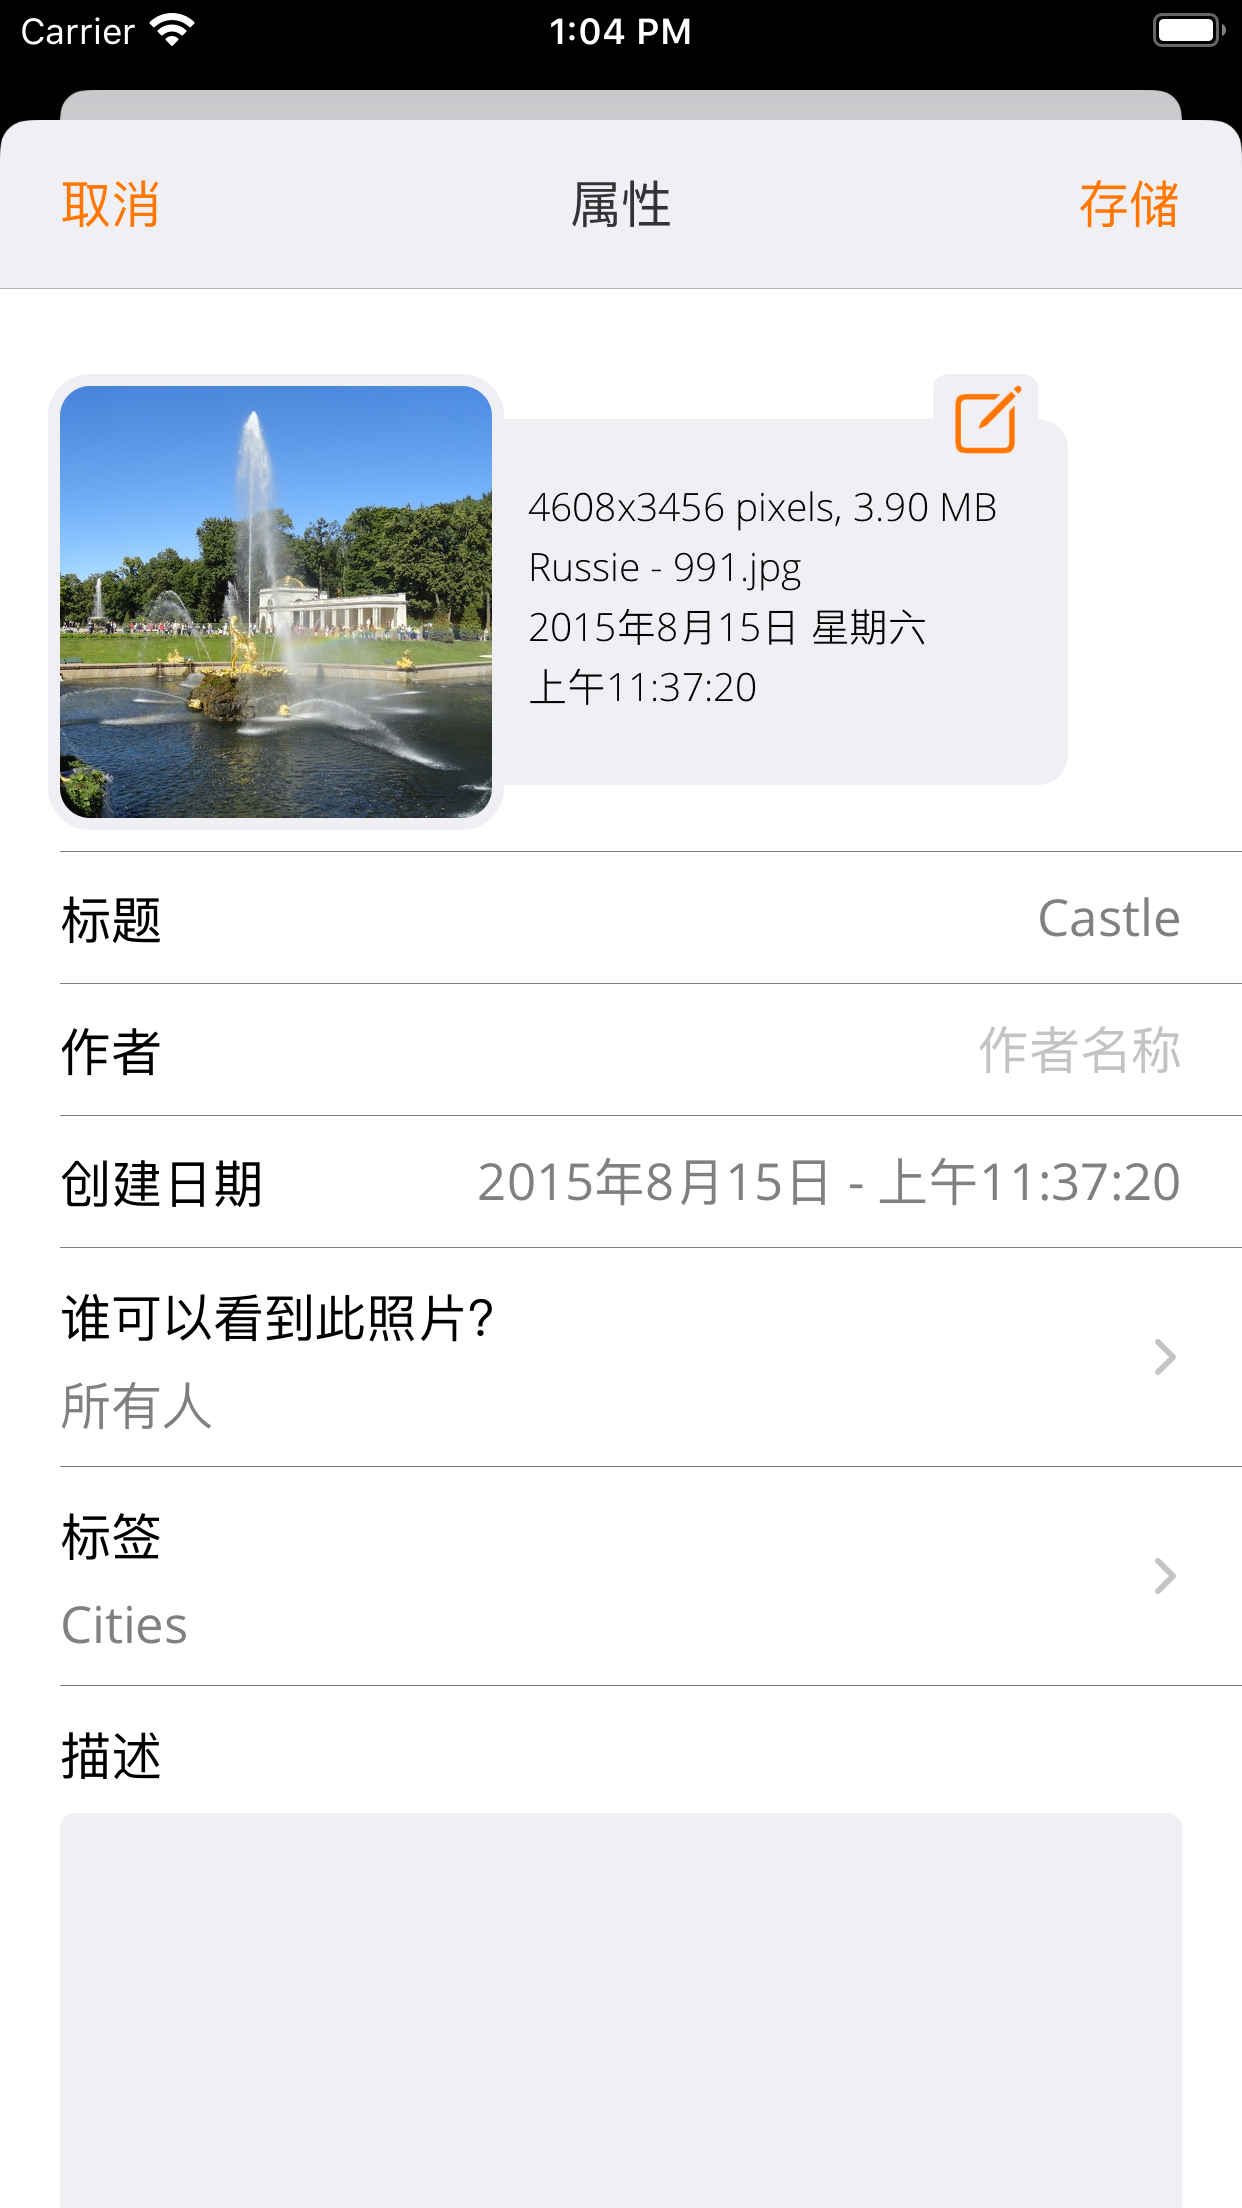 Carrier
1:04 PM
取消
属性
存储
4608x3456 pixels, 3.90 MB
Russie - 991.jpg
2015年8月15日 星期六
上午11:37:20
标题
Castle
作者
作者名称
创建日期
2015年8月15日 - 上午11:37:20
谁可以看到此照片?
所有人
标签
Cities
描述